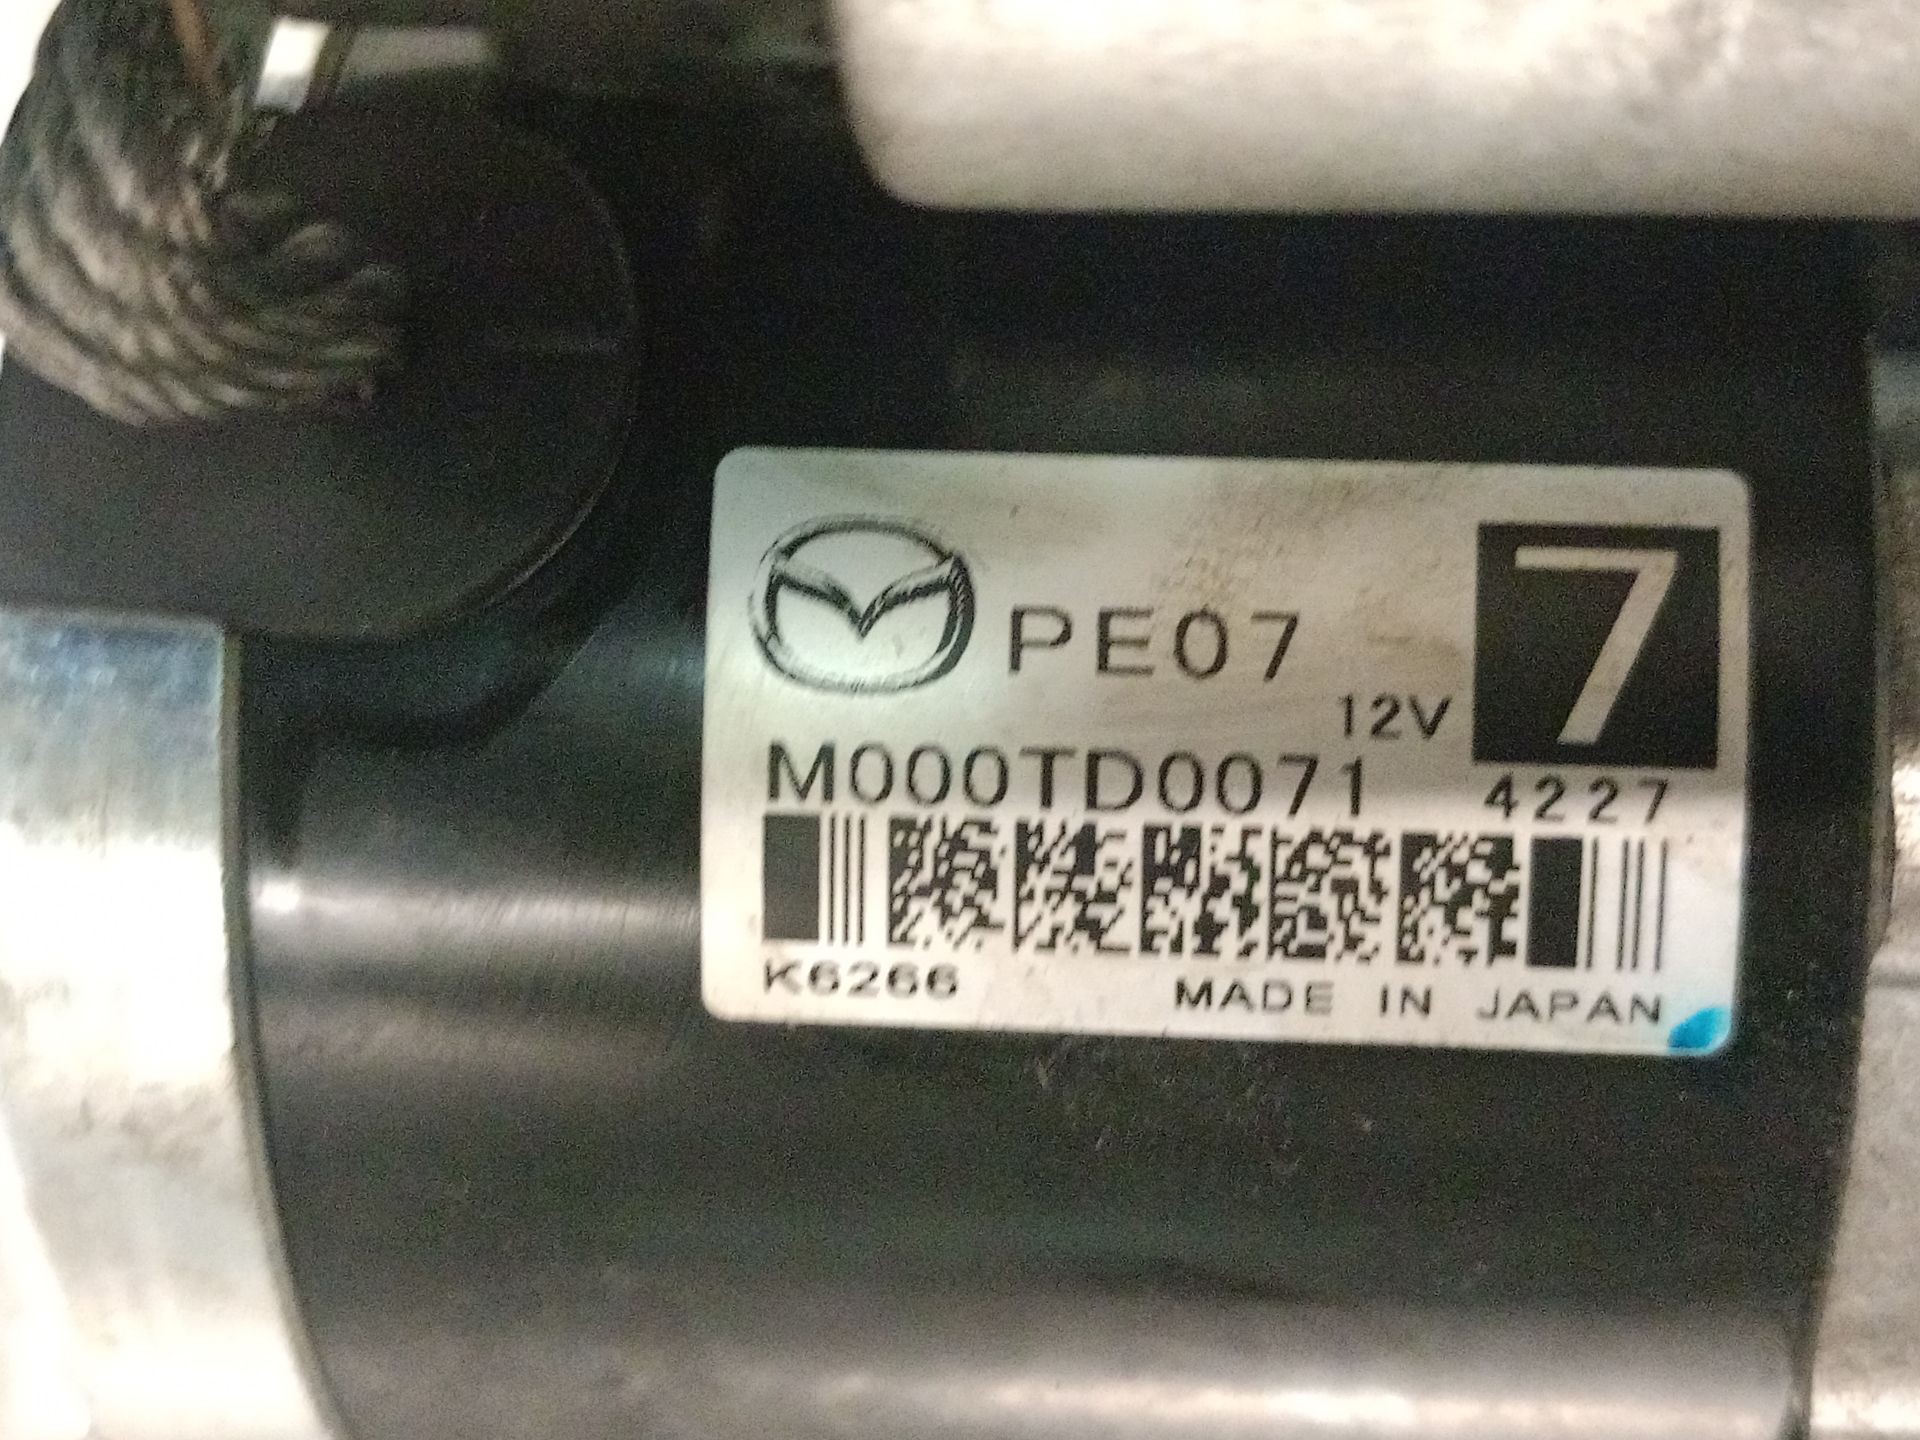 PE07
7
12V
M000TD0071
4227
K6266
MADE IN JAPAN